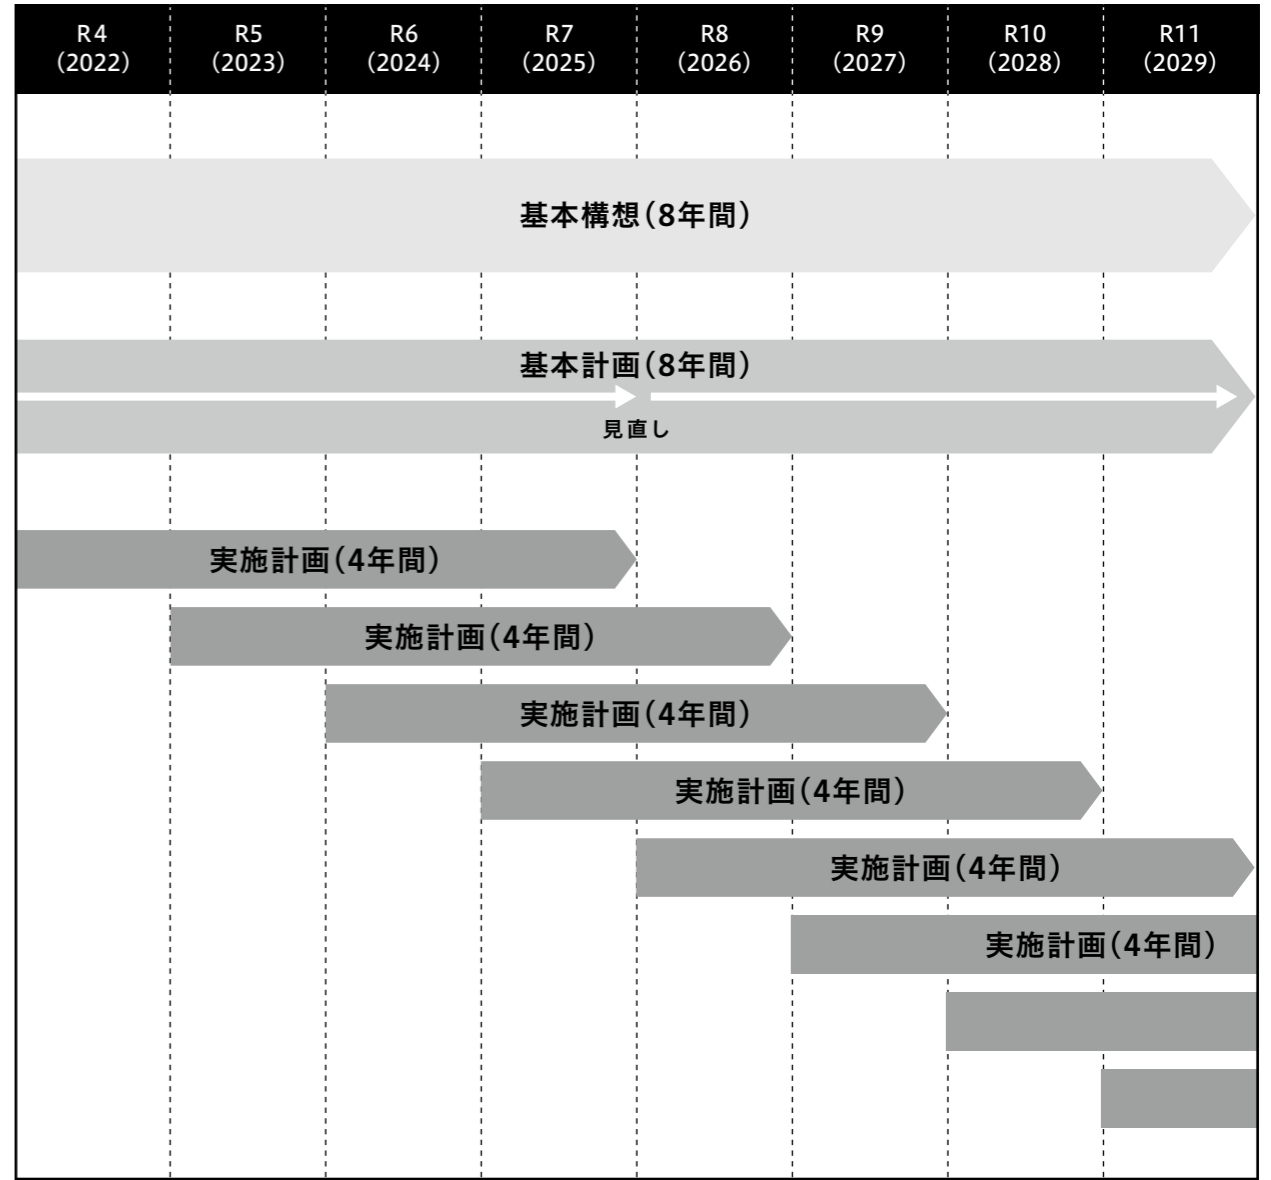 R4
（2022）
R5
（2023）
R6
（2024）
R7
（2025）
R8
（2026）
R9
（2027）
R10
（2028）
R11
（2029）
基本構想（8年間）
基本計画（8年間）
見直し
実施計画（4年間）
実施計画（4年間）
実施計画（4年間）
実施計画（4年間）
実施計画（4年間）
実施計画（4年間）